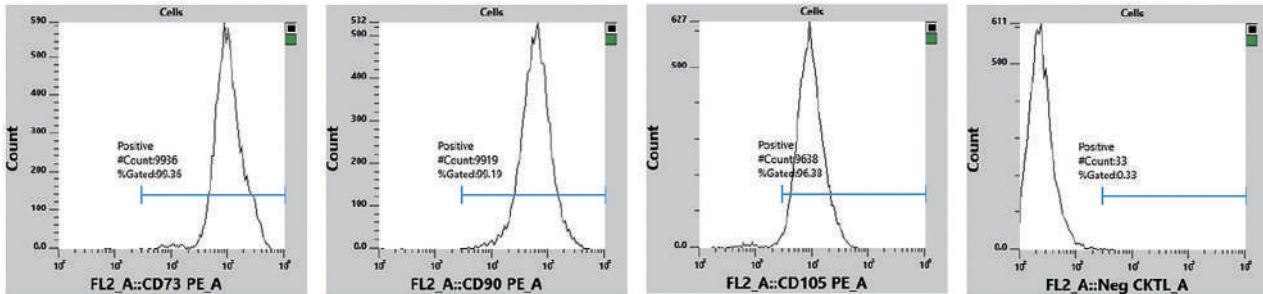 Cells
590
500
400
300
200
100
0.0
Count
Positive
#Count:9936
%Gated:99.36
FL2_A::CD73 PE_A
Cells
532
400
300
200
100
0.0
Count
Positive
#Count:9919
%Gated:99.19
FL2_A::CD90 PE_A
Cells
627
500
0.0
Count
Positive
#Count:9638
%Gated:96.38
FL2_A::CD105 PE_A
Cells
611
500
0.0
Count
Positive
#Count:33
%Gated:0.33
FL2_A::Neg CKTL_A